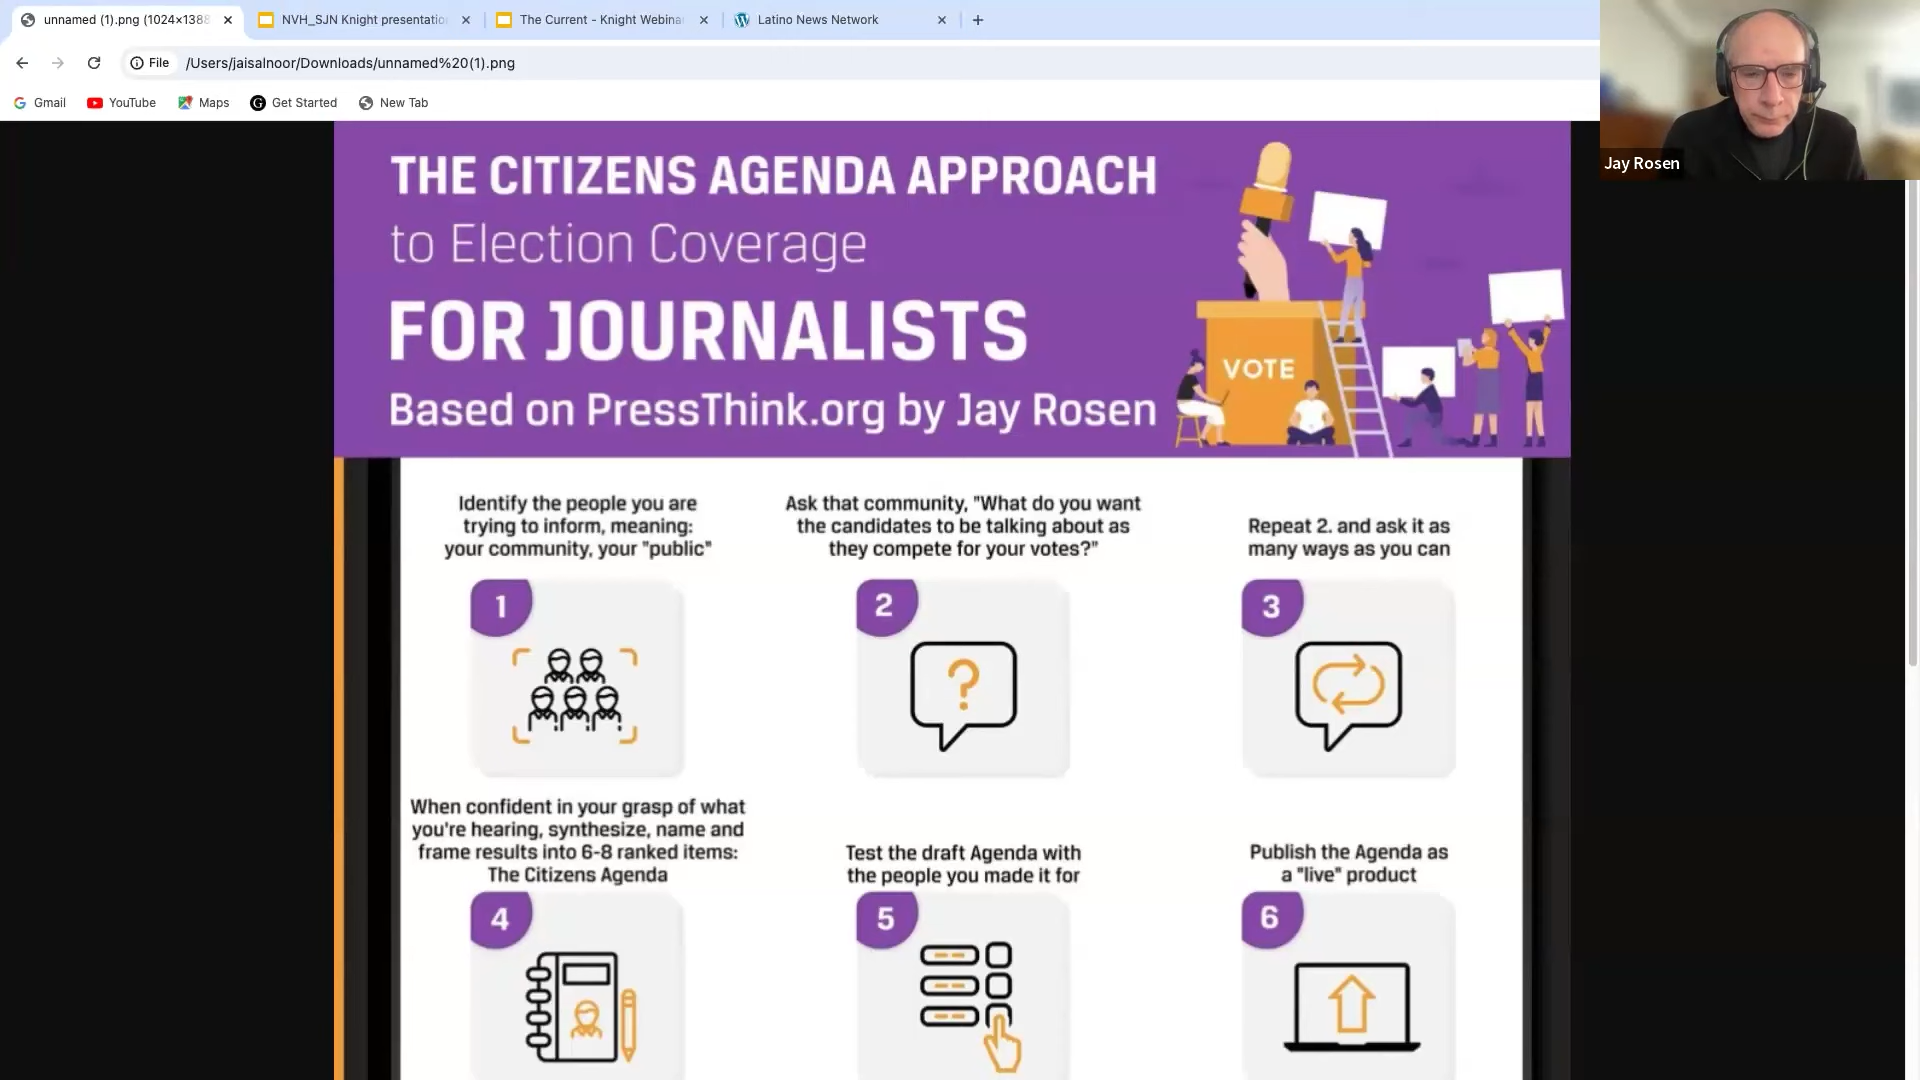 unnamed (1).png (1024×1388
NVH_SJN Knight presentatio
The Current - Knight Webina
Latino News Network
File
/Users/jaisalnoor/Downloads/unnamed%20(1).png
Gmail
YouTube
Maps
Get Started
New Tab
Jay Rosen
THE CITIZENS AGENDA APPROACH
to Election Coverage
FOR JOURNALISTS
Based on PressThink.org by Jay Rosen
VOTE
Identify the people you are
trying to inform, meaning:
your community, your "public"
1
Ask that community, "What do you want
the candidates to be talking about as
they compete for your votes?"
2
Repeat 2. and ask it as
many ways as you can
3
When confident in your grasp of what
you're hearing, synthesize, name and
frame results into 6-8 ranked items:
The Citizens Agenda
4
Test the draft Agenda with
the people you made it for
5
Publish the Agenda as
a "live" product
6